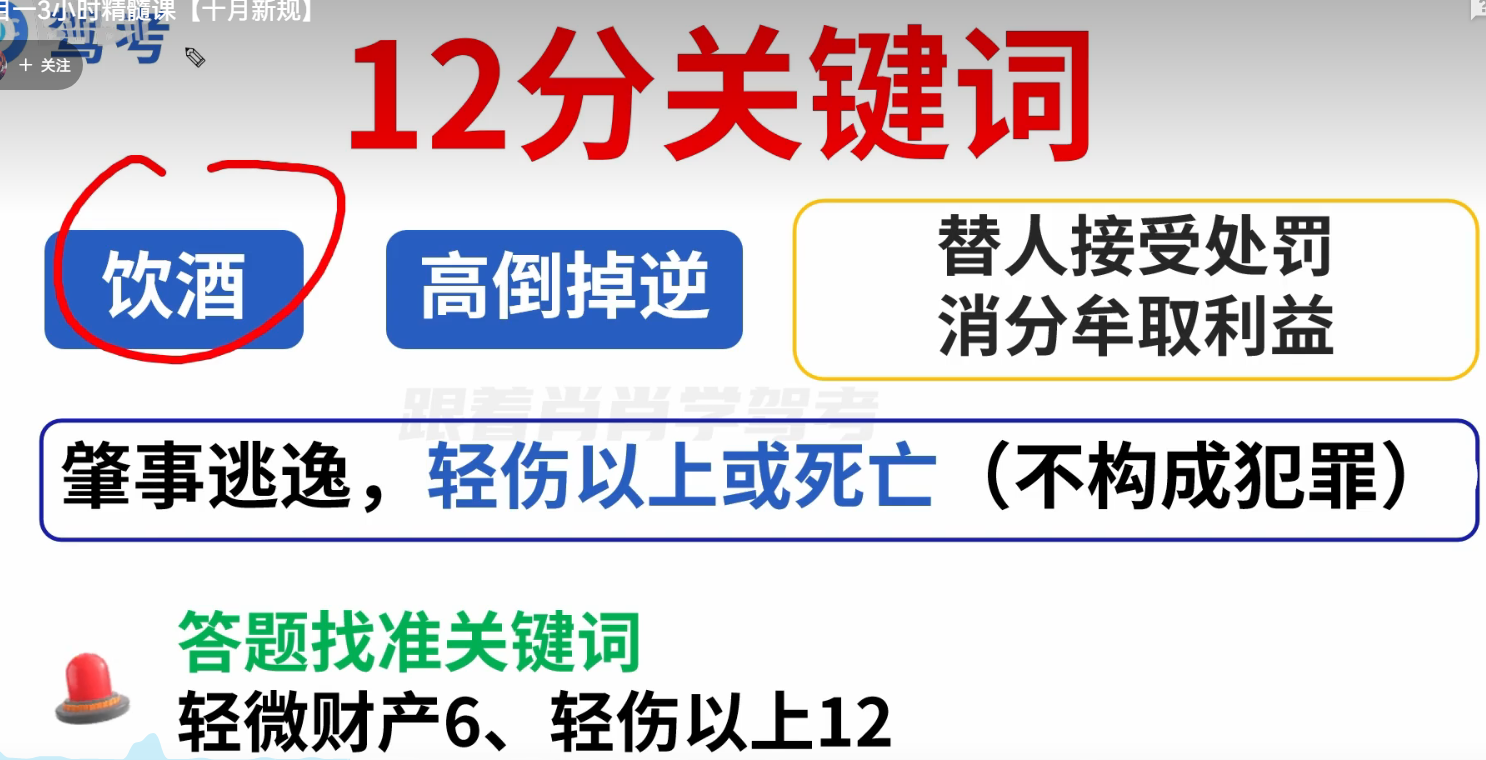 目一3小时精髓课【十月新规】
驾考
+ 关注
12分关键词
饮酒
高倒掉逆
替人接受处罚
消分牟取利益
跟着肖肖学驾考
肇事逃逸，轻伤以上或死亡（不构成犯罪）
答题找准关键词
轻微财产6、轻伤以上12